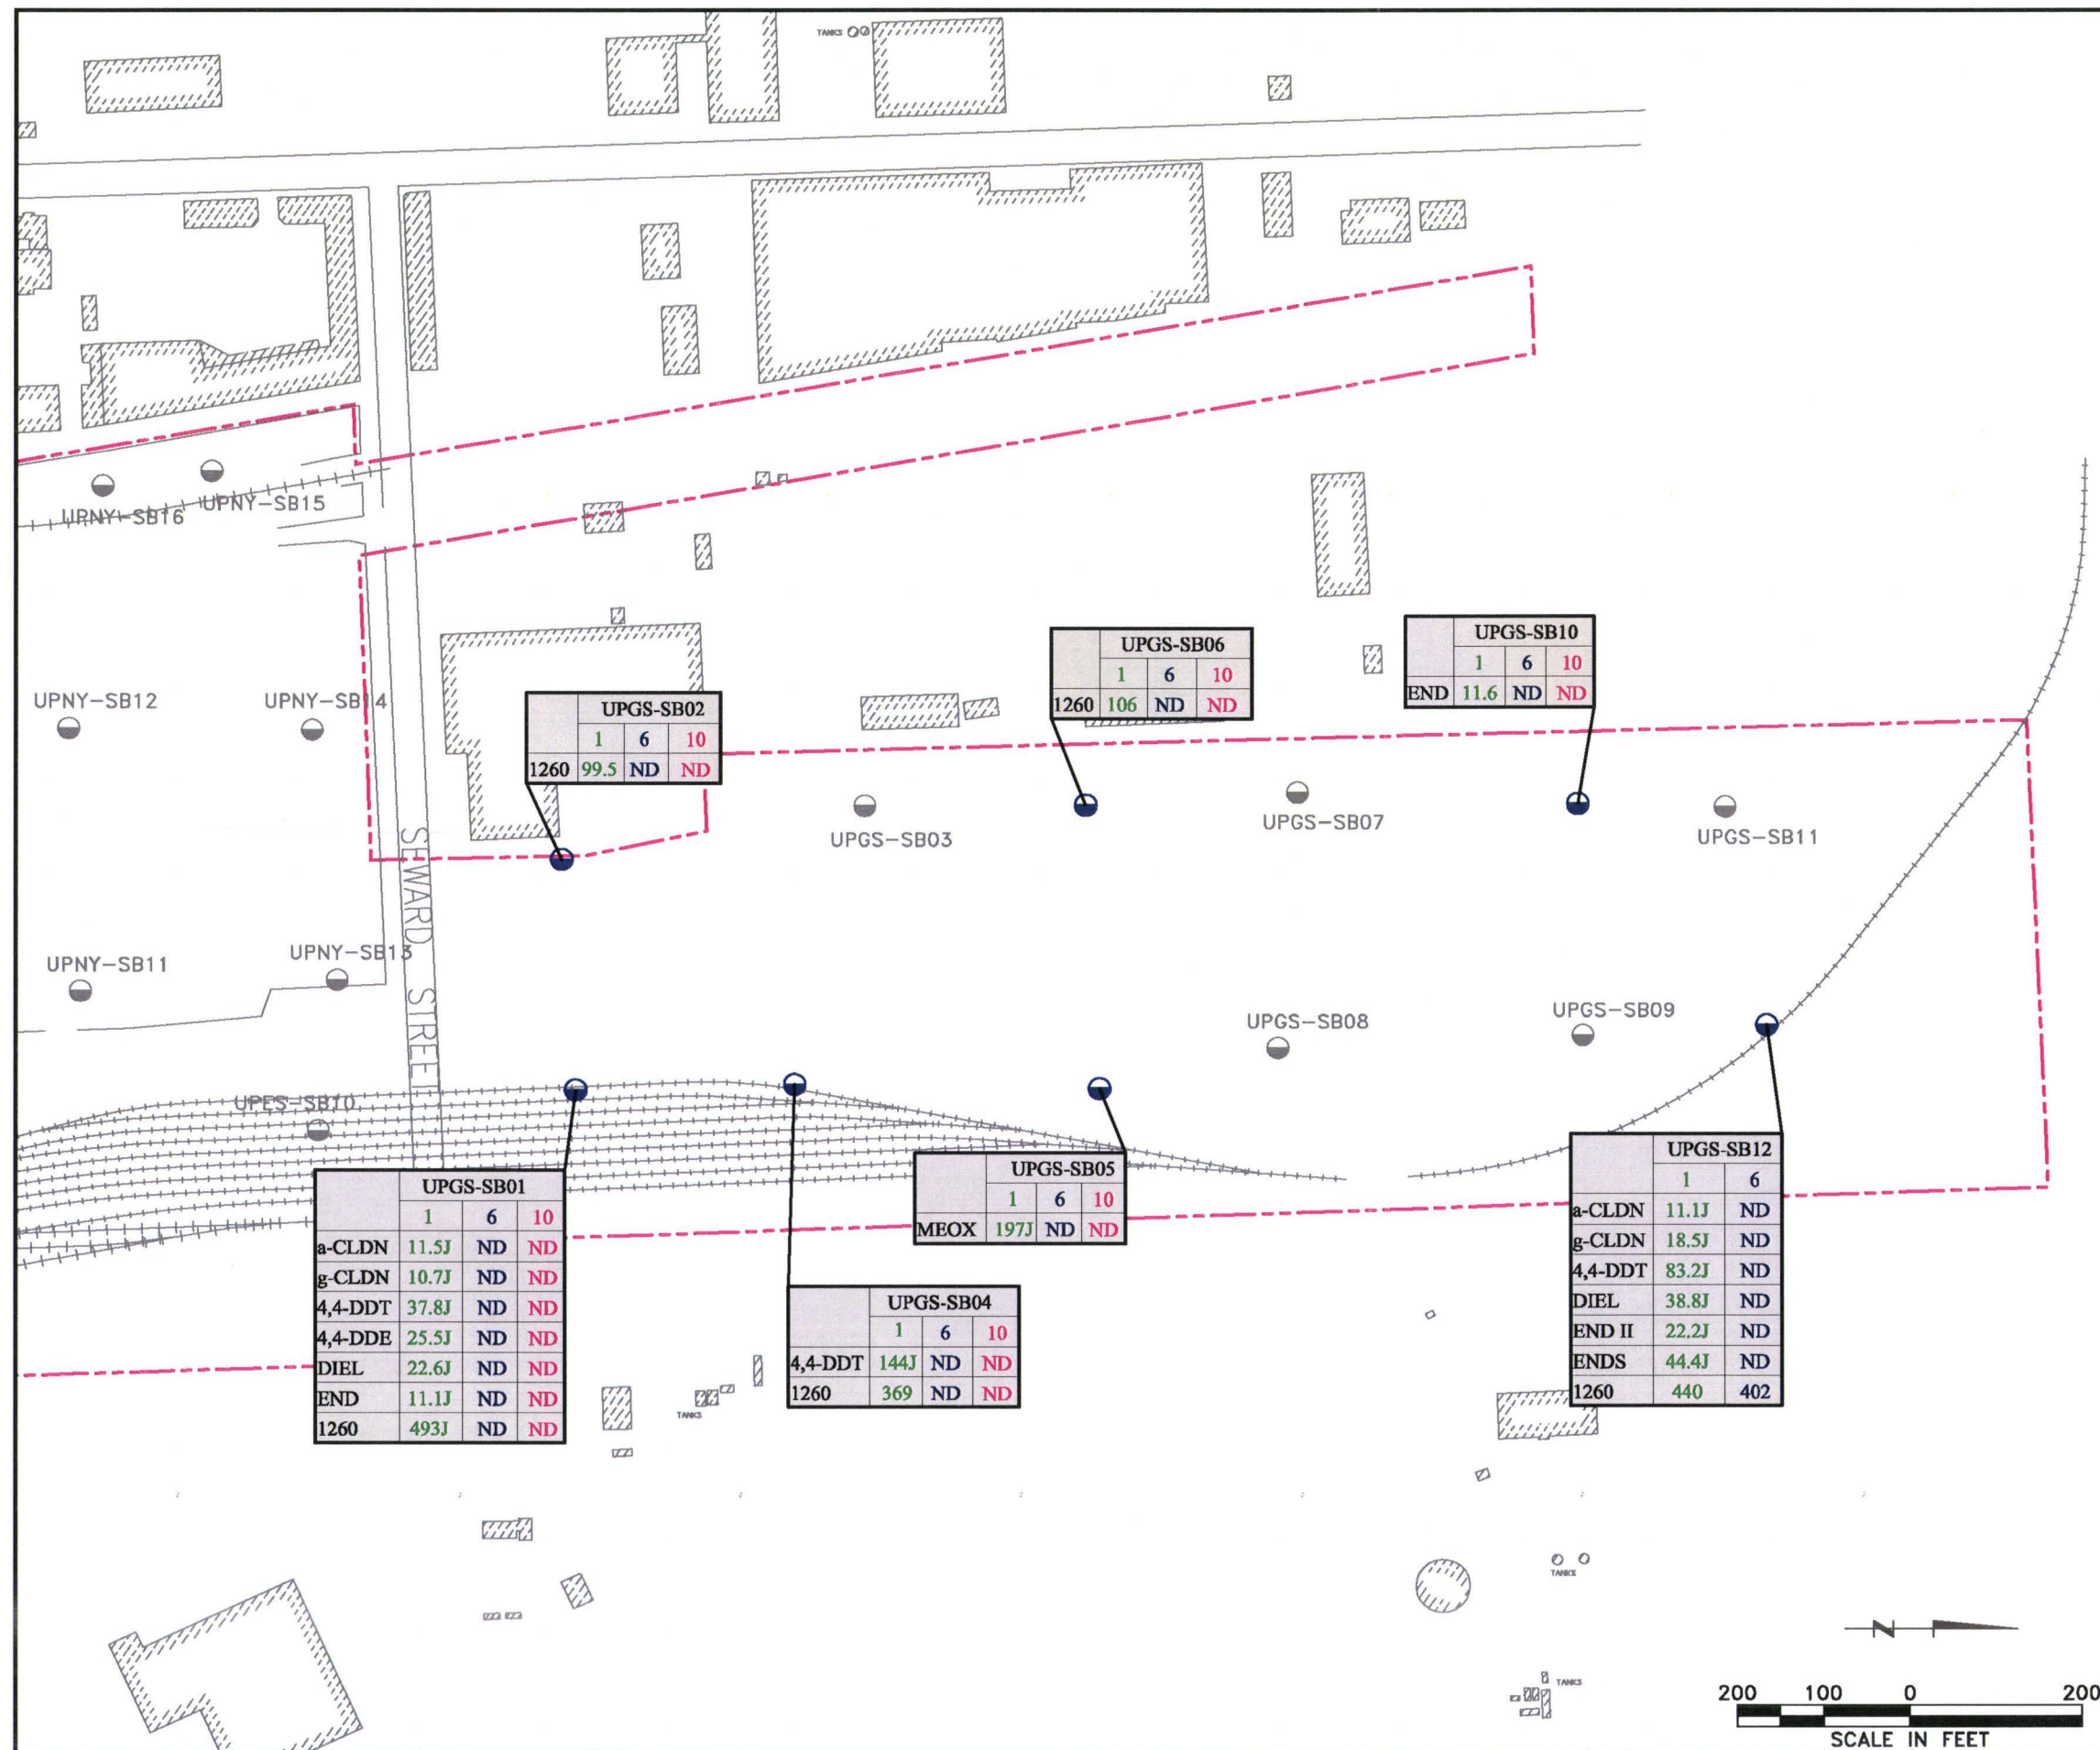 TANKS
UPNY-SB16
UPNY-SB15
UPNY-SB12
UPNY-SB14
UPGS-SB02
1 6 10
1260 99.5 ND ND
UPGS-SB06
1 6 10
1260 106 ND ND
UPGS-SB10
1 6 10
END 11.6 ND ND
UPGS-SB03
UPGS-SB07
UPGS-SB11
SEWARD STREET
UPNY-SB11
UPNY-SB13
UPGS-SB08
UPGS-SB09
UPES-SB10
UPGS-SB01
1 6 10
a-CLDN 11.5J ND ND
g-CLDN 10.7J ND ND
4,4-DDT 37.8J ND ND
4,4-DDE 25.5J ND ND
DIEL 22.6J ND ND
END 11.1J ND ND
1260 493J ND ND
UPGS-SB05
1 6 10
MEOX 197J ND ND
UPGS-SB04
1 6 10
4,4-DDT 144J ND ND
1260 369 ND ND
UPGS-SB12
1 6
a-CLDN 11.1J ND
g-CLDN 18.5J ND
4,4-DDT 83.2J ND
DIEL 38.8J ND
END II 22.2J ND
ENDS 44.4J ND
1260 440 402
TANKS
TANKS
TANKS
N
200 100 0 200
SCALE IN FEET